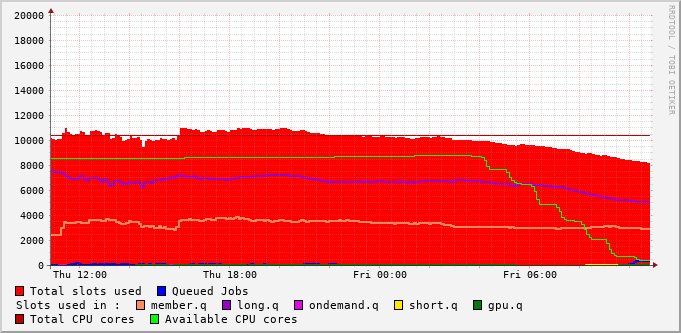 RRDTOOL / TOBI OETIKER
20000
18000
16000
14000
12000
10000
8000
6000
4000
2000
0
Thu 12:00 Thu 18:00 Fri 00:00 Fri 06:00
Total slots used Queued Jobs
Slots used in : member.q long.q ondemand.q short.q gpu.q
Total CPU cores Available CPU cores